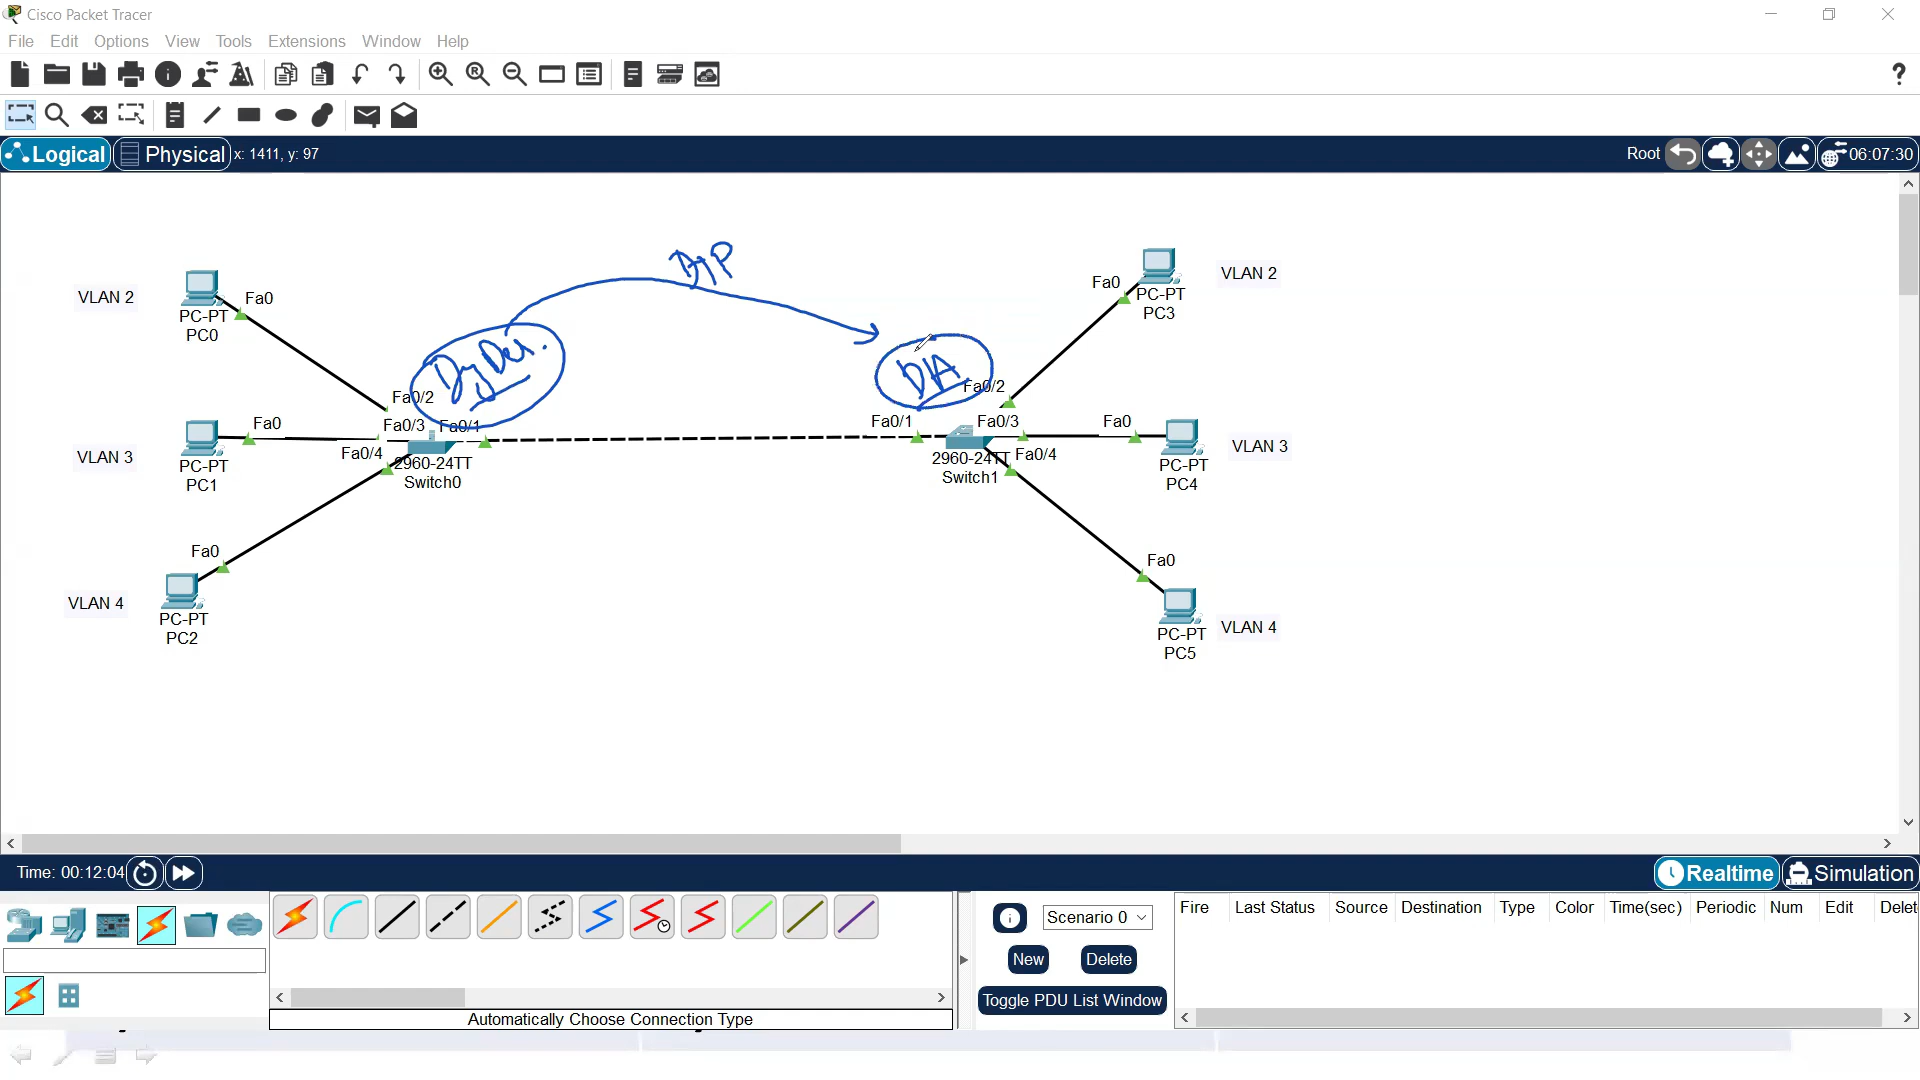 Cisco Packet Tracer
File Edit Options View Tools Extensions Window Help
Logical Physical x: 1411, y: 97 Root 06:07:30
VLAN 2
PC-PT
PC0
Fa0
VLAN 3
PC-PT
PC1
Fa0
VLAN 4
PC-PT
PC2
Fa0
Fa0/2
Fa0/3 Fa0/1
Fa0/4
2960-24TT
Switch0
Fa0/1
Fa0/2
Fa0/3
Fa0/4
2960-24TT
Switch1
Fa0
PC-PT
PC3
VLAN 2
Fa0
PC-PT
PC4
VLAN 3
Fa0
PC-PT
PC5
VLAN 4
Time: 00:12:04 Realtime Simulation
Scenario 0
New Delete
Toggle PDU List Window
Fire Last Status Source Destination Type Color Time(sec) Periodic Num Edit Delet
Automatically Choose Connection Type